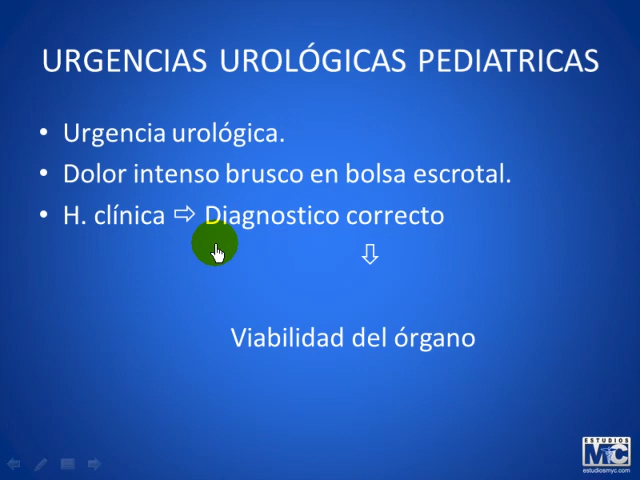 URGENCIAS UROLÓGICAS PEDIATRICAS
• Urgencia urológica.
• Dolor intenso brusco en bolsa escrotal.
• H. clínica ⇨ Diagnostico correcto
⇩
Viabilidad del órgano
ESTUDIOS
MyC
estudiosmyc.com